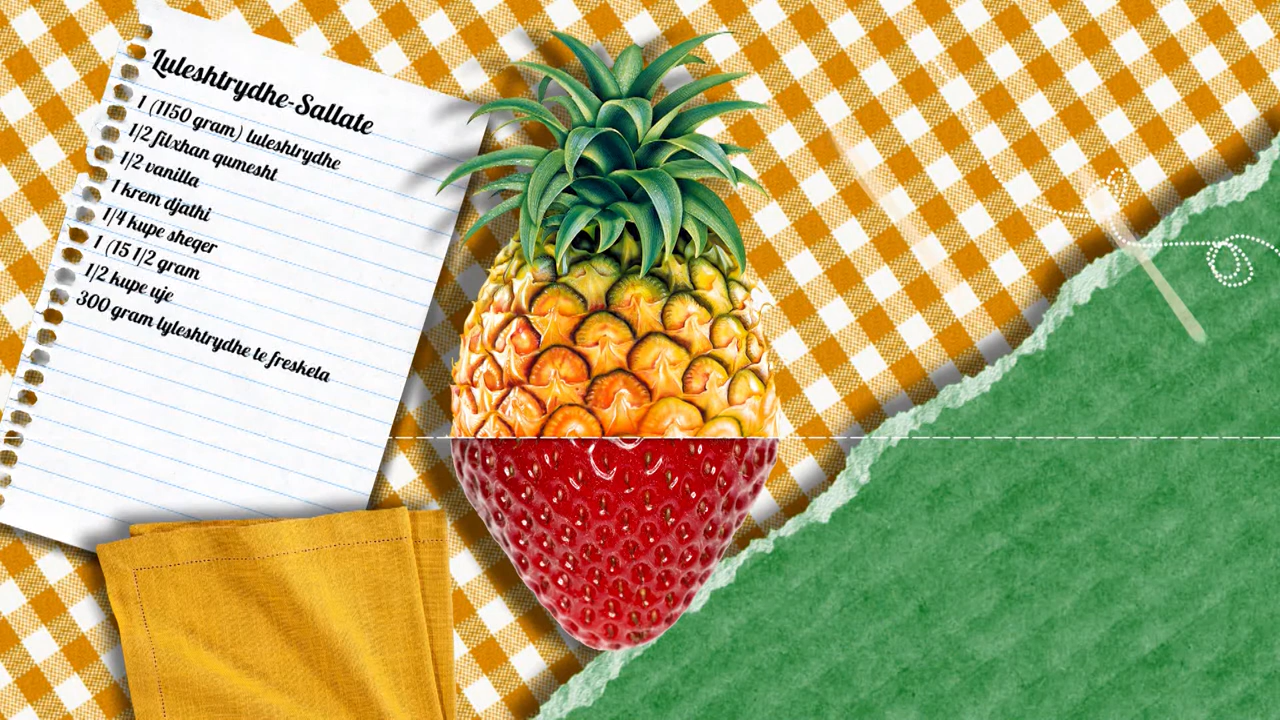 Luleshtrydhe-Sallate
1 (1150 gram) luleshtrydhe
1/2 filxhan qumesht
1/2 vanilla
1 krem djathi
1/4 kupe sheqer
1 (15 1/2 gram
1/2 kupe uje
300 gram lyleshtrydhe te fresketa